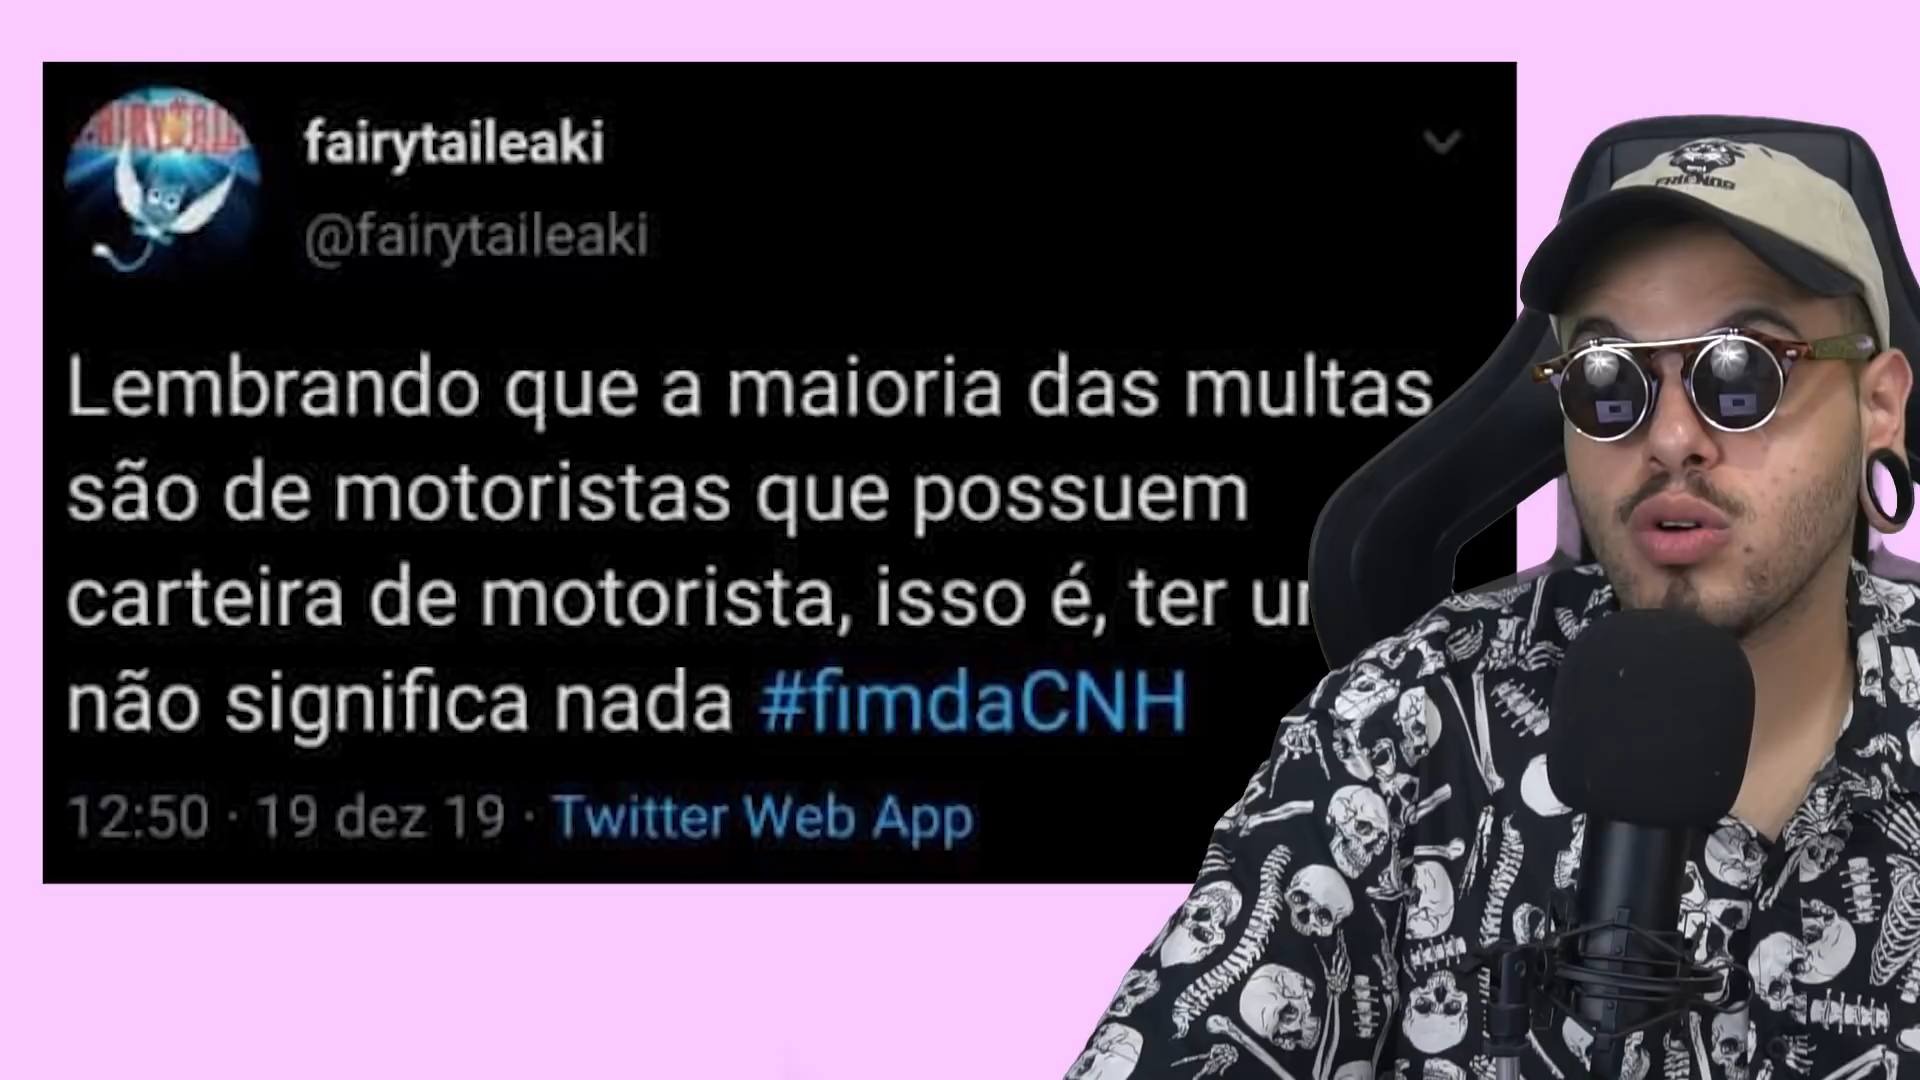 fairytaileaki
@fairytaileaki
Lembrando que a maioria das multas
são de motoristas que possuem
carteira de motorista, isso é, ter
não significa nada #fimdaCNH
12:50 · 19 dez 19 · Twitter Web App
FRIENDS